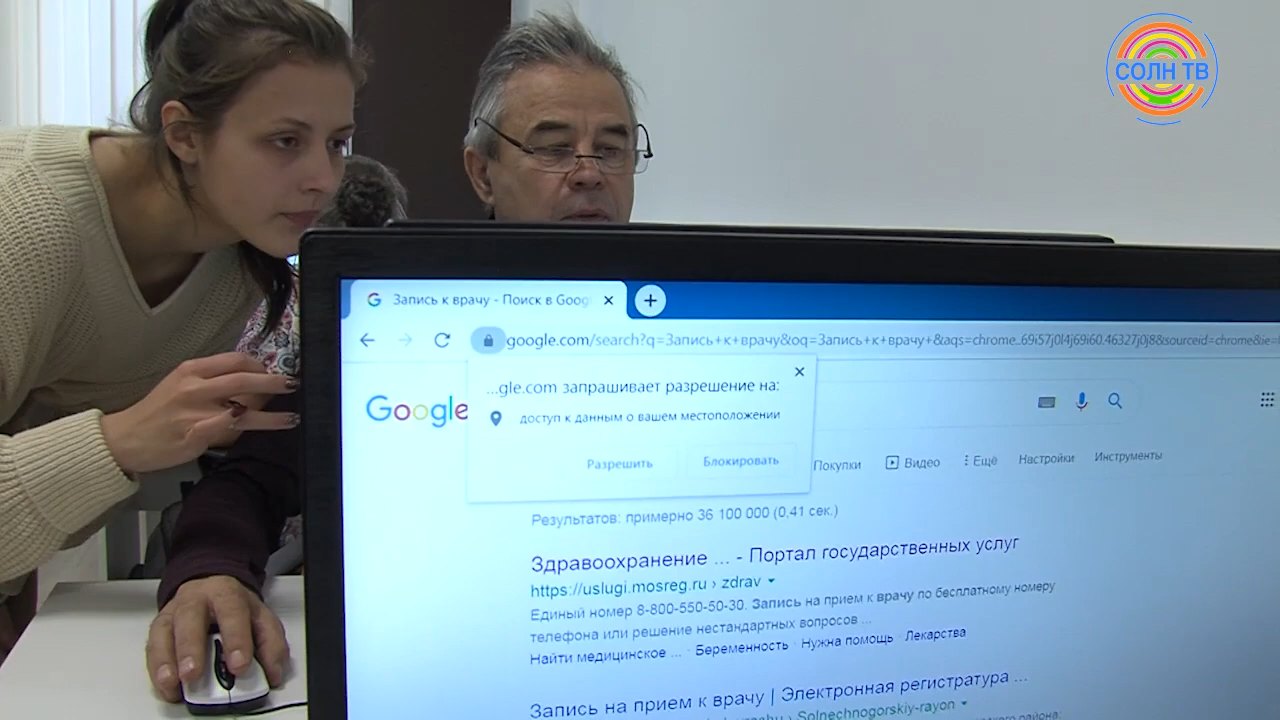 СОЛН ТВ
Запись к врачу - Поиск в Goog
google.com/search?q=Запись+к+врачу&oq=Запись+к+врачу+&aqs=chrome..69i57j0l4j69i60.46327j0j8&sourceid=chrome&ie=
...gle.com запрашивает разрешение на:
доступ к данным о вашем местоположении
Разрешить Блокировать
Google
Покупки Видео Ещё Настройки Инструменты
Результатов: примерно 36 100 000 (0,41 сек.)
Здравоохранение ... - Портал государственных услуг
https://uslugi.mosreg.ru › zdrav
Единый номер 8-800-550-50-30. Запись на прием к врачу по бесплатному номеру
телефона или решение нестандартных вопросов ...
Найти медицинское ... · Беременность · Нужна помощь · Лекарства
Запись на прием к врачу | Электронная регистратура ...
› Solnechnogorskiy-rayon
района: